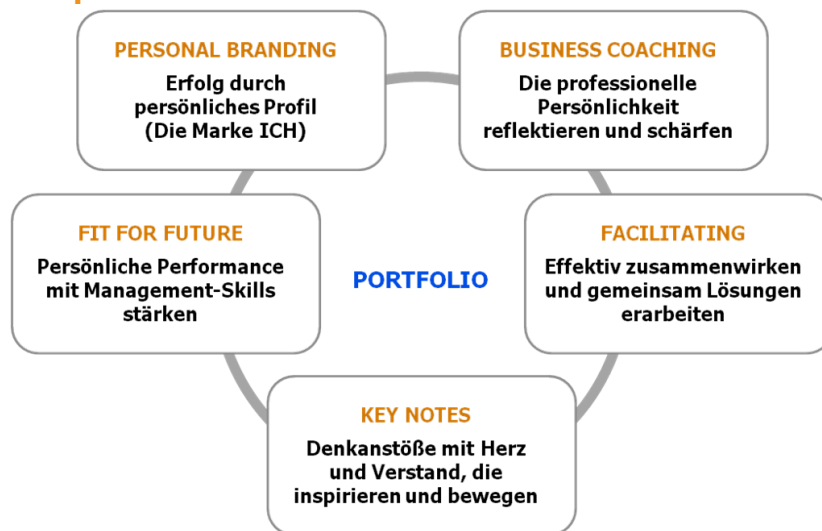 PERSONAL BRANDING
Erfolg durch
persönliches Profil
(Die Marke ICH)
BUSINESS COACHING
Die professionelle
Persönlichkeit
reflektieren und schärfen
FIT FOR FUTURE
Persönliche Performance
mit Management-Skills
stärken
PORTFOLIO
FACILITATING
Effektiv zusammenwirken
und gemeinsam Lösungen
erarbeiten
KEY NOTES
Denkanstöße mit Herz
und Verstand, die
inspirieren und bewegen